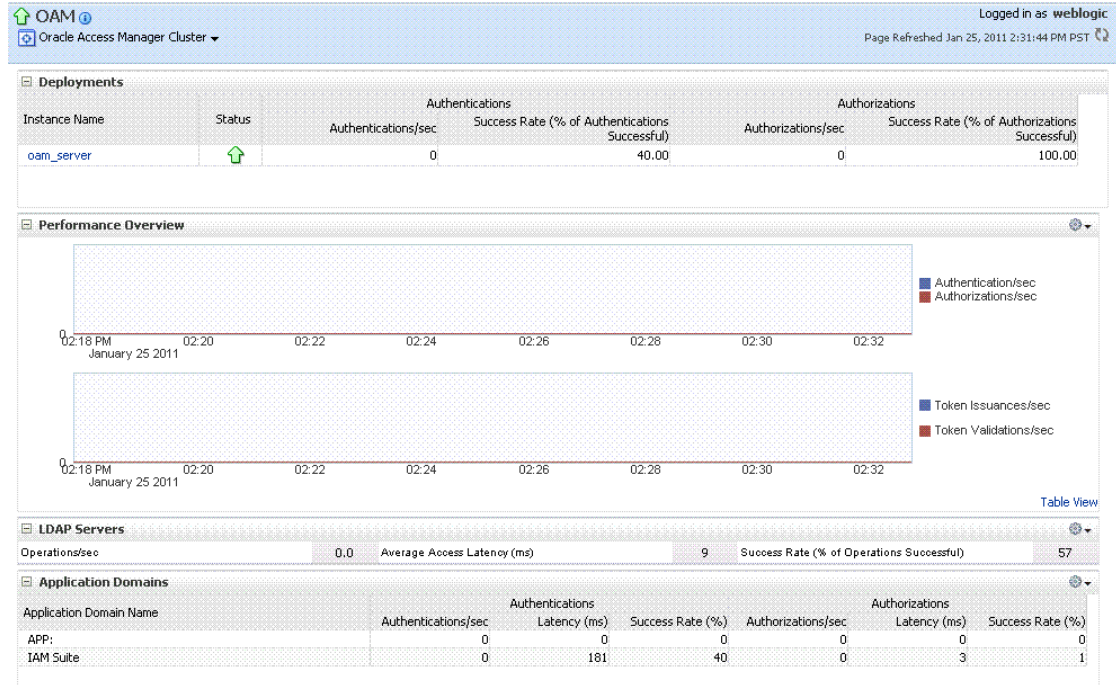 OAM
Logged in as weblogic
Oracle Access Manager Cluster
Page Refreshed Jan 25, 2011 2:31:44 PM PST
Deployments
Authentications Authorizations
Instance Name Status Authentications/sec Success Rate (% of Authentications Successful) Authorizations/sec Success Rate (% of Authorizations Successful)
oam_server 0 40.00 0 100.00
Performance Overview
Authentication/sec
Authorizations/sec
0
02:18 PM 02:20 02:22 02:24 02:26 02:28 02:30 02:32
January 25 2011
Token Issuances/sec
Token Validations/sec
0
02:18 PM 02:20 02:22 02:24 02:26 02:28 02:30 02:32
January 25 2011
Table View
LDAP Servers
Operations/sec 0.0 Average Access Latency (ms) 9 Success Rate (% of Operations Successful) 57
Application Domains
Authentications Authorizations
Application Domain Name Authentications/sec Latency (ms) Success Rate (%) Authorizations/sec Latency (ms) Success Rate (%)
APP: 0 0 0 0 0 0
IAM Suite 0 181 40 0 3 1